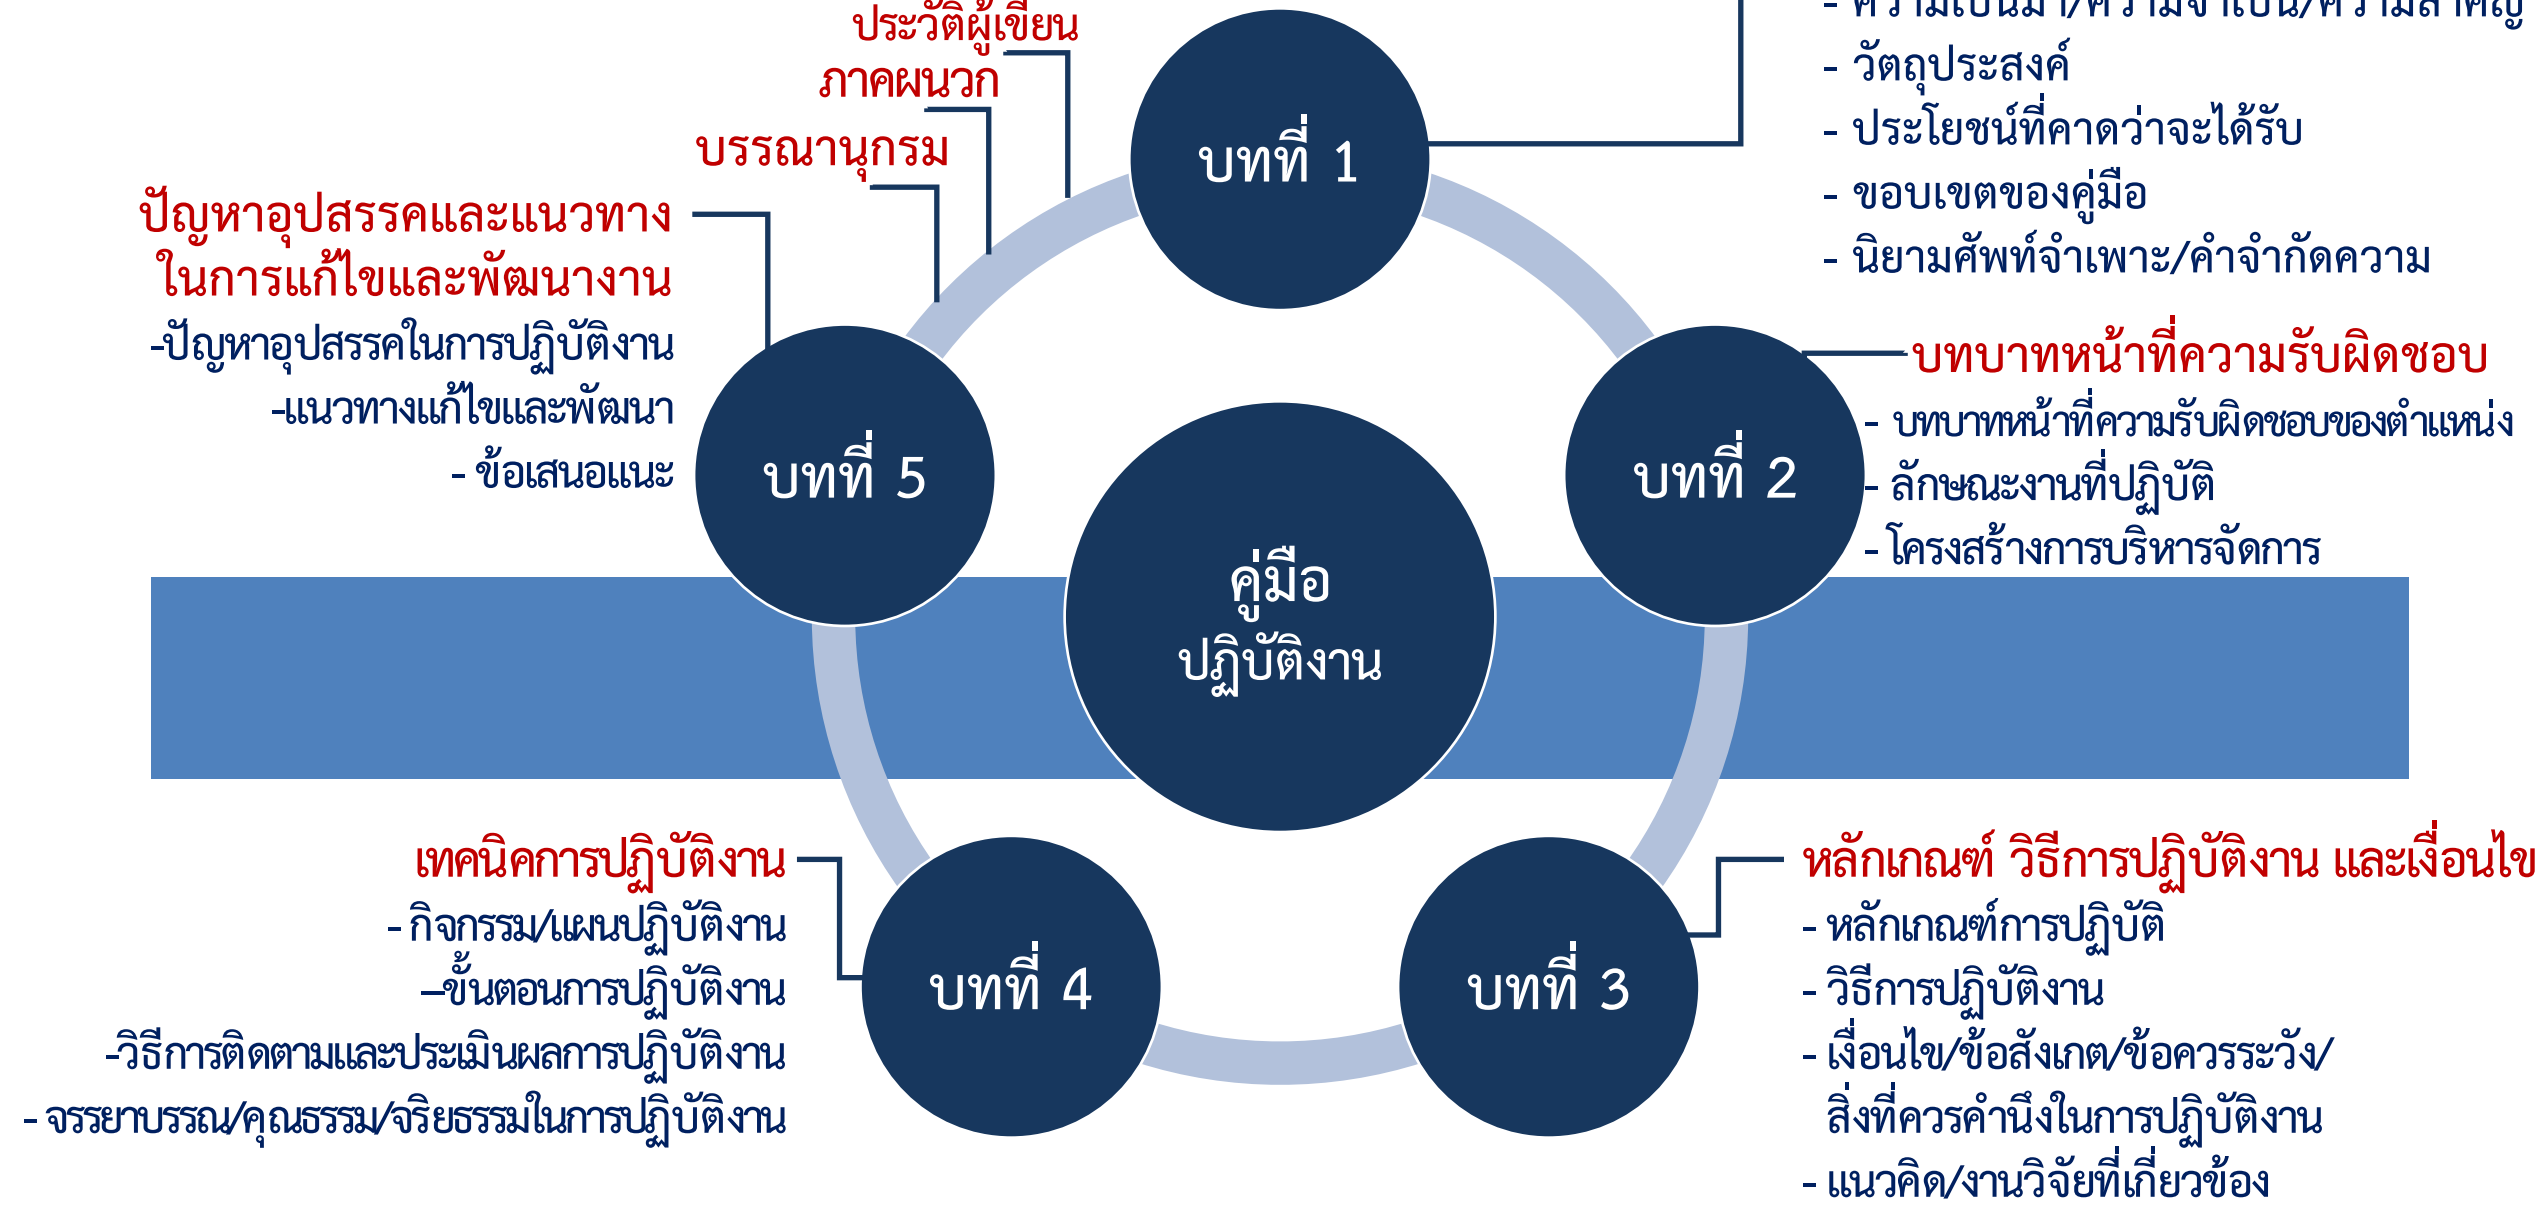 ประวัติผู้เขียน
ภาคผนวก
บรรณานุกรม
บทที่ 1
- ความเป็นมา/ความจำเป็น/ความสำคัญ
- วัตถุประสงค์
- ประโยชน์ที่คาดว่าจะได้รับ
- ขอบเขตของคู่มือ
- นิยามศัพท์จำเพาะ/คำจำกัดความ
บทที่ 2
บทบาทหน้าที่ความรับผิดชอบ
- บทบาทหน้าที่ความรับผิดชอบของตำแหน่ง
- ลักษณะงานที่ปฏิบัติ
- โครงสร้างการบริหารจัดการ
ปัญหาอุปสรรคและแนวทาง
ในการแก้ไขและพัฒนางาน
-ปัญหาอุปสรรคในการปฏิบัติงาน
-แนวทางแก้ไขและพัฒนา
- ข้อเสนอแนะ
บทที่ 5
คู่มือ
ปฏิบัติงาน
เทคนิคการปฏิบัติงาน
- กิจกรรม/แผนปฏิบัติงาน
–ขั้นตอนการปฏิบัติงาน
-วิธีการติดตามและประเมินผลการปฏิบัติงาน
- จรรยาบรรณ/คุณธรรม/จริยธรรมในการปฏิบัติงาน
บทที่ 4
บทที่ 3
หลักเกณฑ์ วิธีการปฏิบัติงาน และเงื่อนไข
- หลักเกณฑ์การปฏิบัติ
- วิธีการปฏิบัติงาน
- เงื่อนไข/ข้อสังเกต/ข้อควรระวัง/
สิ่งที่ควรคำนึงในการปฏิบัติงาน
- แนวคิด/งานวิจัยที่เกี่ยวข้อง